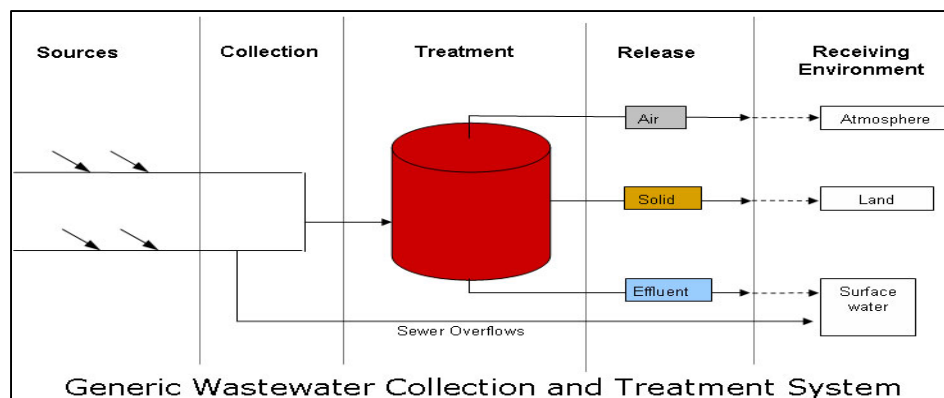 Sources
Collection
Treatment
Release
Receiving
Environment
Air
Atmosphere
Solid
Land
Effluent
Surface
water
Sewer Overflows
Generic Wastewater Collection and Treatment System